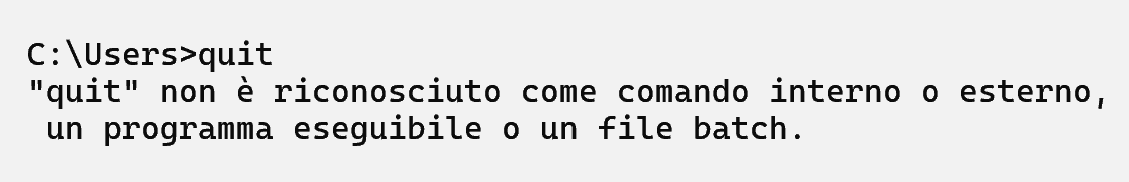 C:\Users>quit
"quit" non è riconosciuto come comando interno o esterno,
 un programma eseguibile o un file batch.